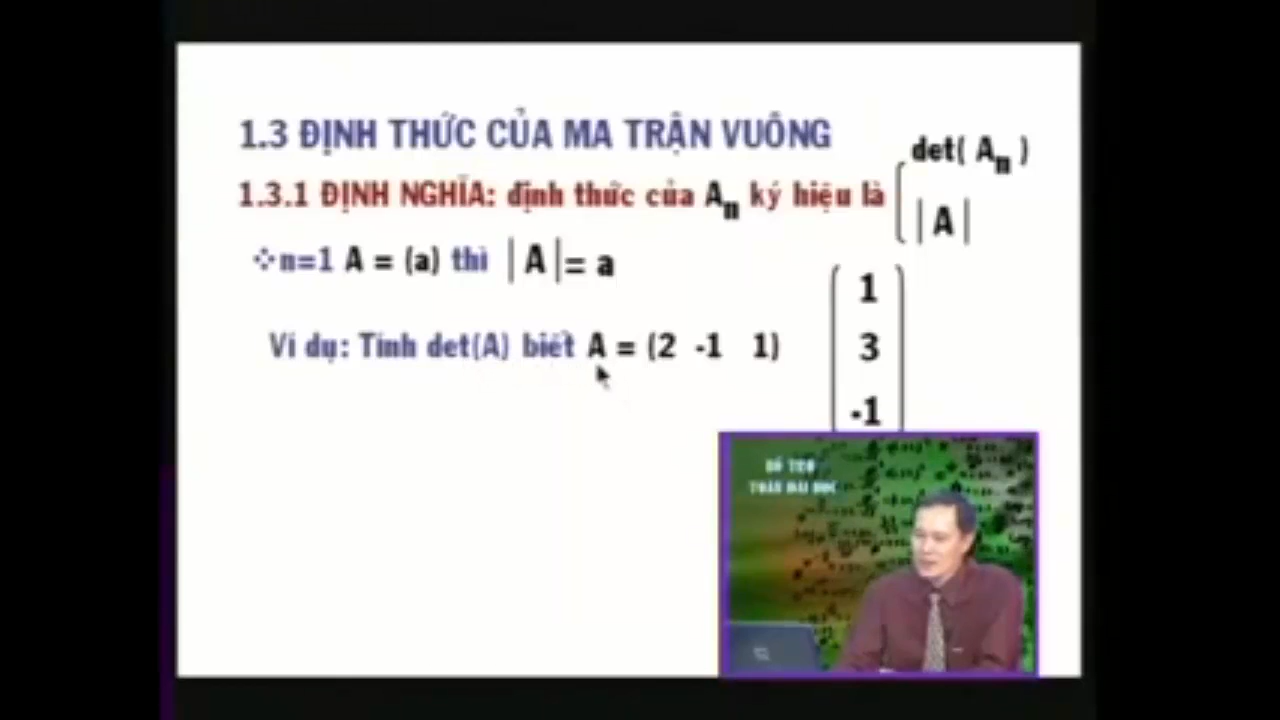 1.3 ĐỊNH THỨC CỦA MA TRẬN VUÔNG
1.3.1 ĐỊNH NGHĨA: định thức của Aₙ ký hiệu là
det( Aₙ )
| A |
❖n=1 A = (a) thì | A |= a
Ví dụ: Tính det(A) biết A = (2 -1 1)
1
3
-1